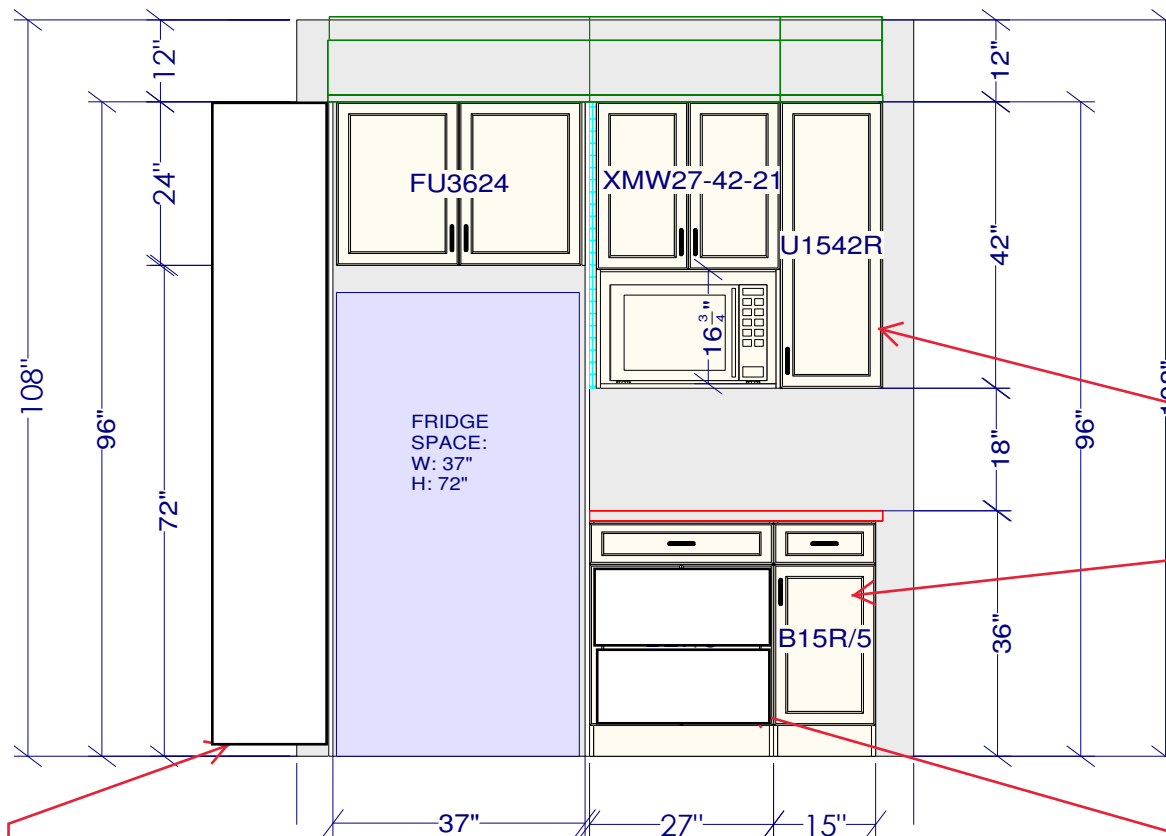 12"
12"
24"
FU3624
XMW27-42-21
U1542R
42"
16 3/4"
108"
96"
FRIDGE
SPACE:
W: 37"
H: 72"
96"
18"
72"
B15R/5
36"
37"
27"
15"